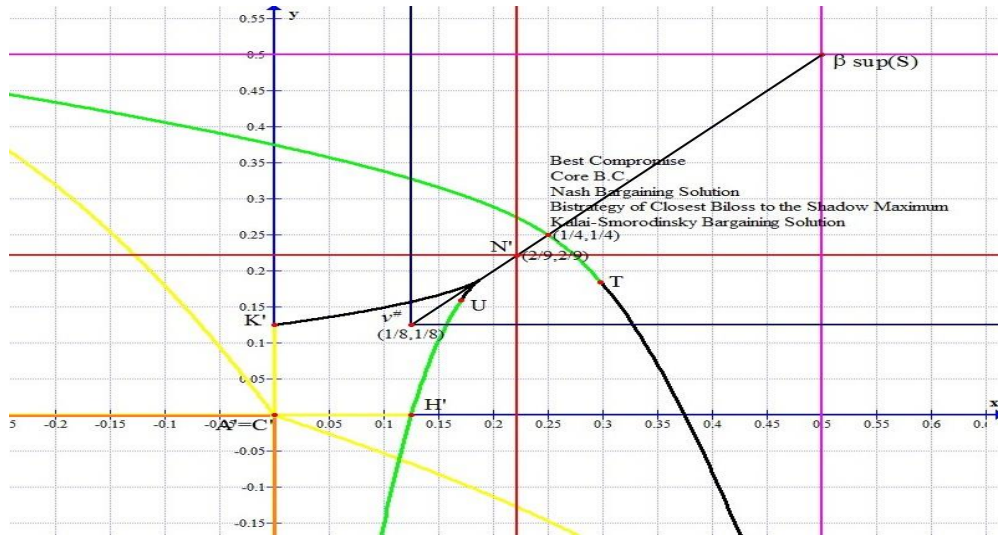 y
0.55
0.5
β sup(S)
0.45
0.4
0.35
Best Compromise
Core B.C.
0.3
Nash Bargaining Solution
Bistrategy of Closest Biloss to the Shadow Maximum
Kalai-Smorodinsky Bargaining Solution
0.25
(1/4,1/4)
N'
(2/9,2/9)
0.2
T
U
0.15
K'
v#
(1/8,1/8)
0.1
0.05
H'
x
A'=C'
5 -0.2 -0.15 -0.1 0.05 0.1 0.15 0.2 0.25 0.3 0.35 0.4 0.45 0.5 0.55 0.6
-0.05
-0.1
-0.15